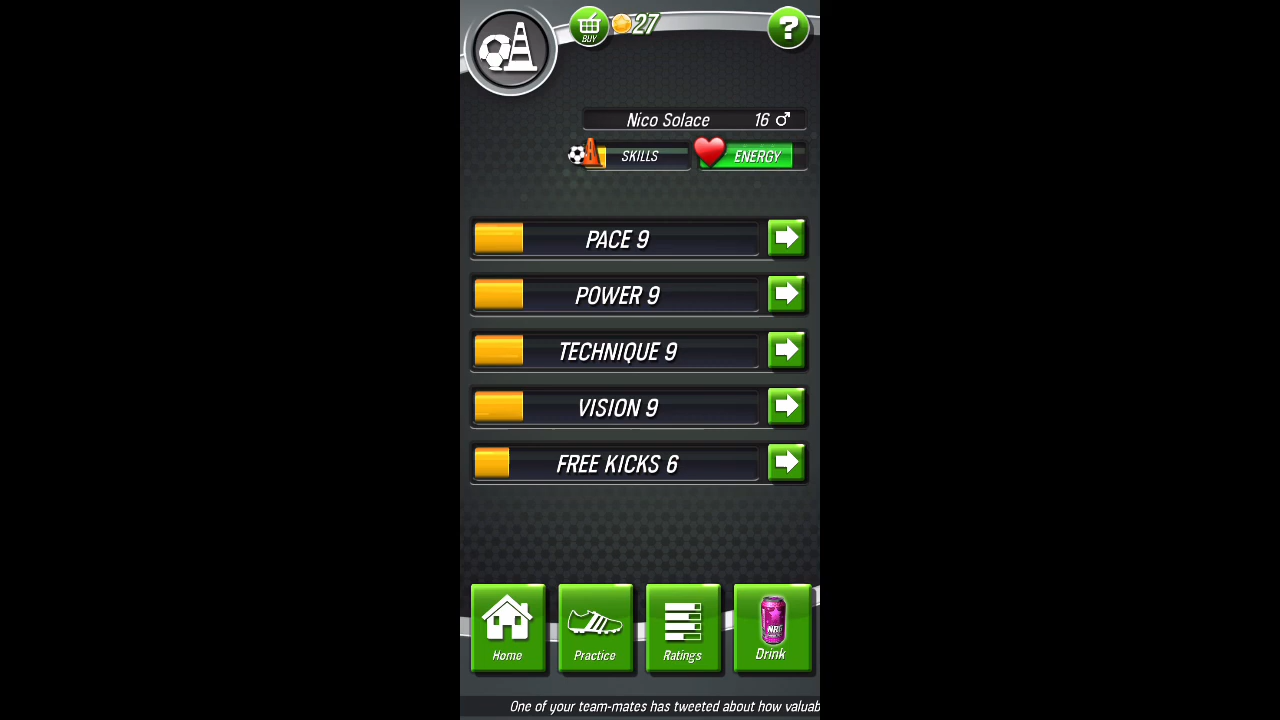 BUY
27
?
Nico Solace 16 ♂
SKILLS
ENERGY
PACE 9
POWER 9
TECHNIQUE 9
VISION 9
FREE KICKS 6
NRG
Home
Practice
Ratings
Drink
One of your team-mates has tweeted about how valuab